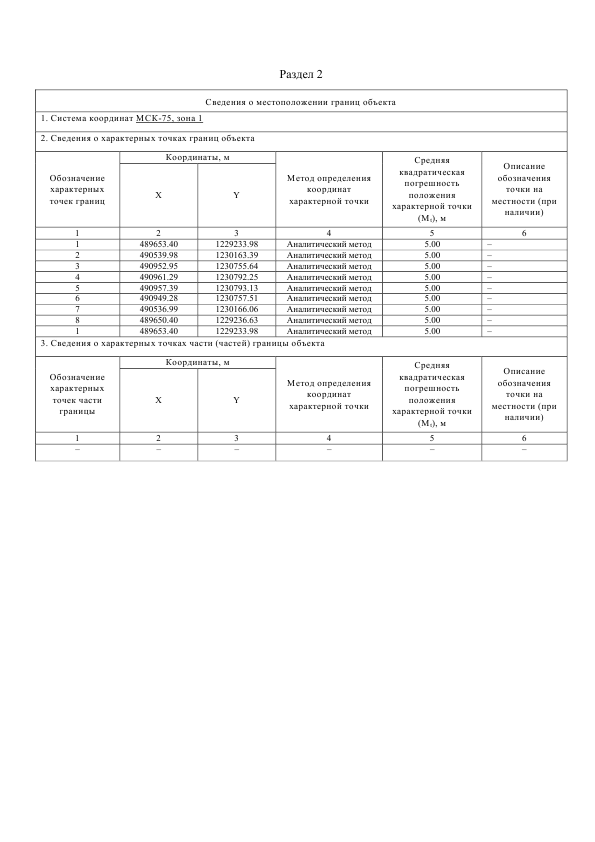 Раздел 2
Сведения о местоположении границ объекта
1. Система координат МСК-75, зона 1
2. Сведения о характерных точках границ объекта
Обозначение характерных точек границ
Координаты, м
X
Y
Метод определения координат характерной точки
Средняя квадратическая погрешность положения характерной точки (Mt), м
Описание обозначения точки на местности (при наличии)
1 2 3 4 5 6
1 489653.40 1229233.98 Аналитический метод 5.00 –
2 490539.98 1230163.39 Аналитический метод 5.00 –
3 490952.95 1230755.64 Аналитический метод 5.00 –
4 490961.29 1230792.25 Аналитический метод 5.00 –
5 490957.39 1230793.13 Аналитический метод 5.00 –
6 490949.28 1230757.51 Аналитический метод 5.00 –
7 490536.99 1230166.06 Аналитический метод 5.00 –
8 489650.40 1229236.63 Аналитический метод 5.00 –
1 489653.40 1229233.98 Аналитический метод 5.00 –
3. Сведения о характерных точках части (частей) границы объекта
Обозначение характерных точек части границы
Координаты, м
X
Y
Метод определения координат характерной точки
Средняя квадратическая погрешность положения характерной точки (Mt), м
Описание обозначения точки на местности (при наличии)
1 2 3 4 5 6
– – – – – –